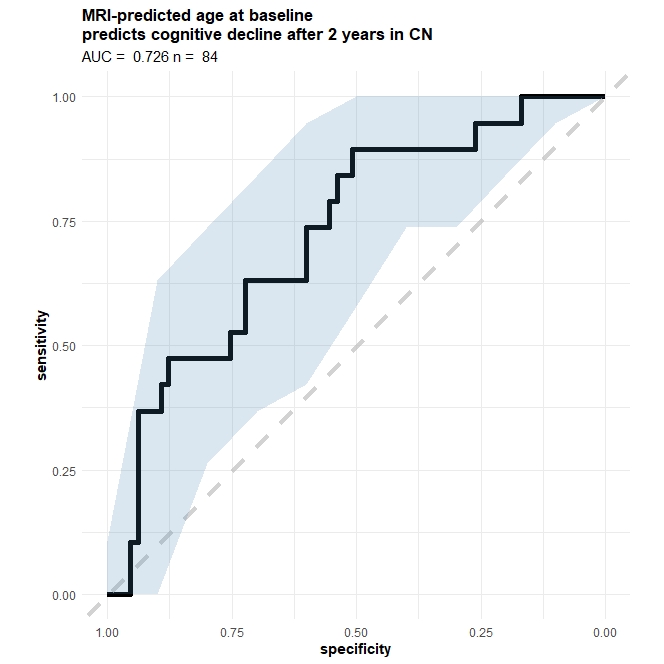 MRI-predicted age at baseline
predicts cognitive decline after 2 years in CN
AUC =  0.726 n =  84
1.00
0.75
0.50
0.25
0.00
sensitivity
1.00
0.75
0.50
0.25
0.00
specificity